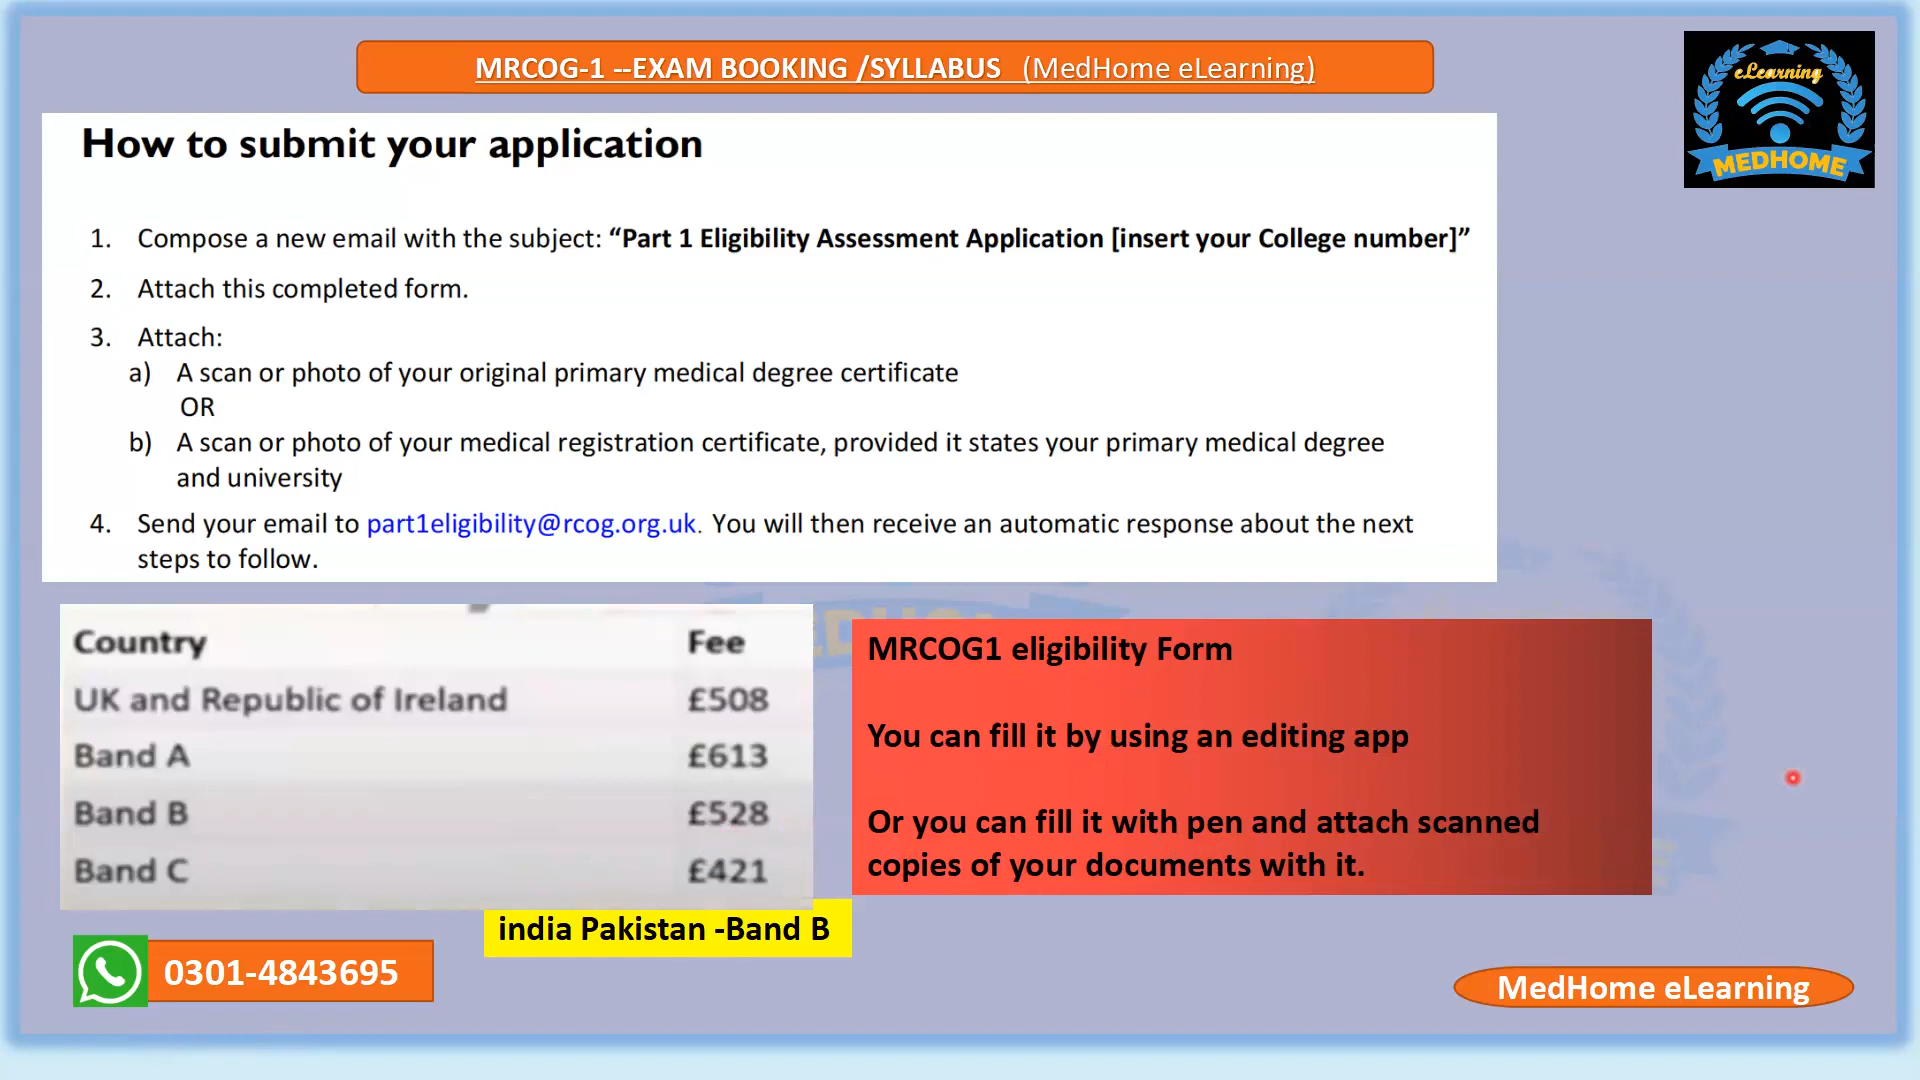 MRCOG-1 --EXAM BOOKING /SYLLABUS (MedHome eLearning)
eLearning
MEDHOME
How to submit your application
1. Compose a new email with the subject: “Part 1 Eligibility Assessment Application [insert your College number]”
2. Attach this completed form.
3. Attach:
a) A scan or photo of your original primary medical degree certificate
OR
b) A scan or photo of your medical registration certificate, provided it states your primary medical degree
and university
4. Send your email to part1eligibility@rcog.org.uk. You will then receive an automatic response about the next
steps to follow.
Country Fee
UK and Republic of Ireland £508
Band A £613
Band B £528
Band C £421
MRCOG1 eligibility Form
You can fill it by using an editing app
Or you can fill it with pen and attach scanned
copies of your documents with it.
india Pakistan -Band B
0301-4843695
MedHome eLearning